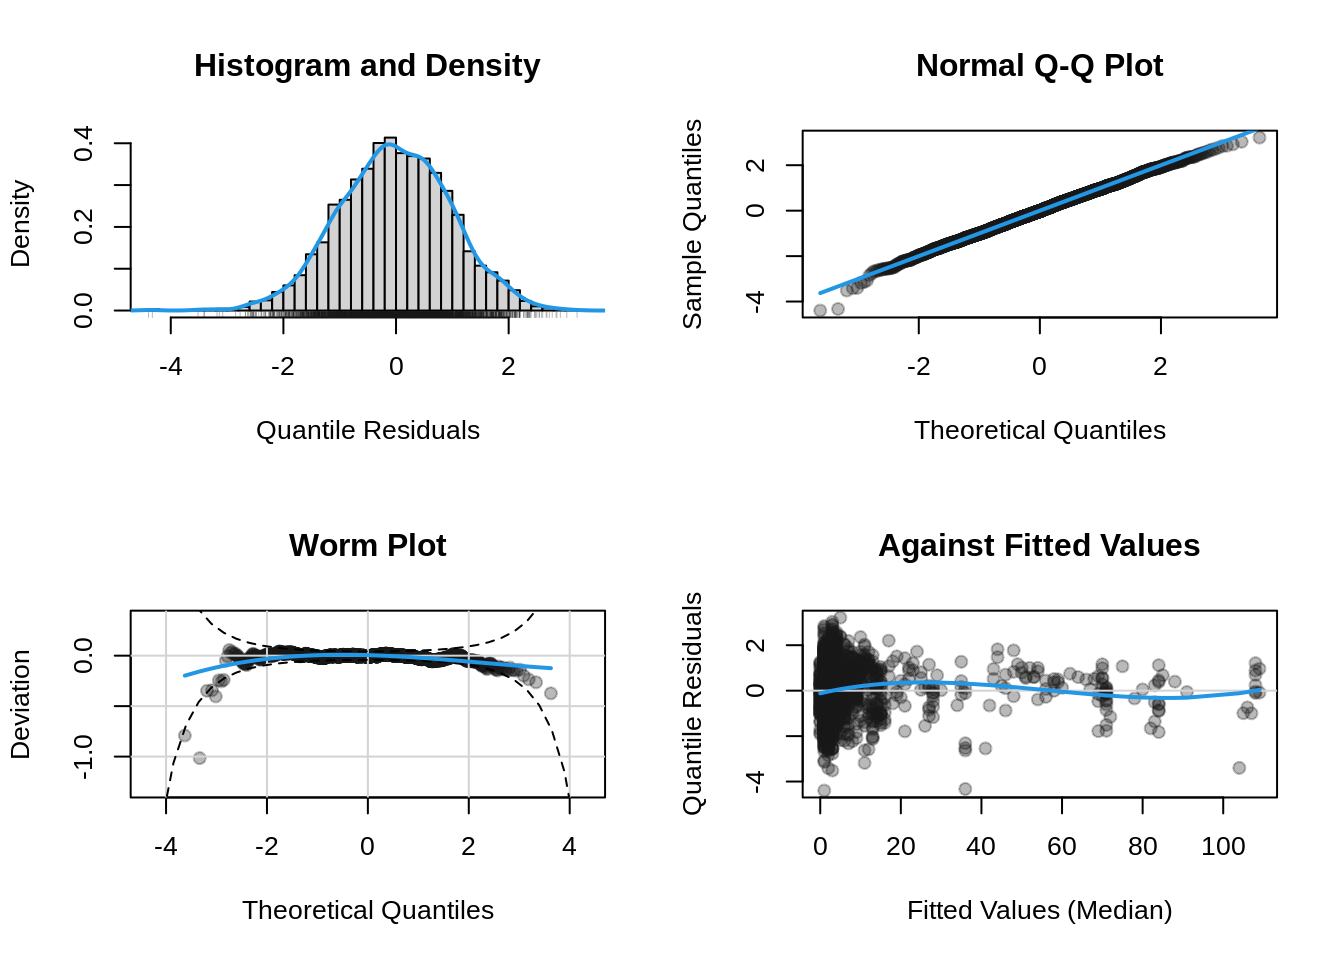 Histogram and Density
Density
0.0 0.2 0.4
-4 -2 0 2
Quantile Residuals
Normal Q-Q Plot
Sample Quantiles
-4 0 2
-2 0 2
Theoretical Quantiles
Worm Plot
Deviation
-1.0 0.0
-4 -2 0 2 4
Theoretical Quantiles
Against Fitted Values
Quantile Residuals
-4 0 2
0 20 40 60 80 100
Fitted Values (Median)